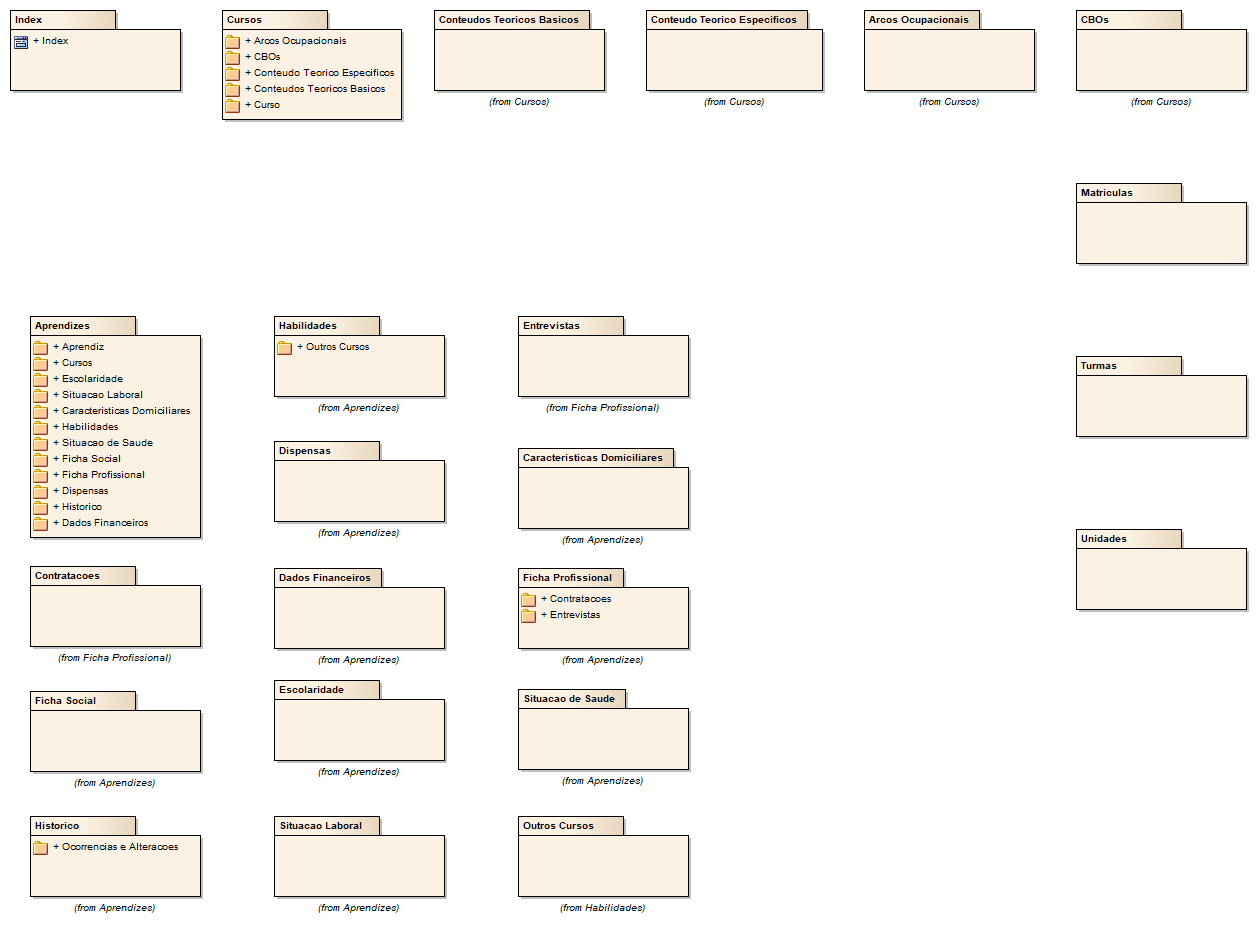 Index
+ Index
Cursos
+ Arcos Ocupacionais
+ CBOs
+ Conteudo Teorico Especificos
+ Conteudos Teoricos Basicos
+ Curso
Conteudos Teoricos Basicos
(from Cursos)
Conteudo Teorico Especificos
(from Cursos)
Arcos Ocupacionais
(from Cursos)
CBOs
(from Cursos)
Matriculas
Aprendizes
+ Aprendiz
+ Cursos
+ Escolaridade
+ Situacao Laboral
+ Caracteristicas Domiciliares
+ Habilidades
+ Situacao de Saude
+ Ficha Social
+ Ficha Profissional
+ Dispensas
+ Historico
+ Dados Financeiros
Habilidades
+ Outros Cursos
(from Aprendizes)
Entrevistas
(from Ficha Profissional)
Turmas
Dispensas
(from Aprendizes)
Caracteristicas Domiciliares
(from Aprendizes)
Unidades
Contratacoes
(from Ficha Profissional)
Dados Financeiros
(from Aprendizes)
Ficha Profissional
+ Contratacoes
+ Entrevistas
(from Aprendizes)
Ficha Social
(from Aprendizes)
Escolaridade
(from Aprendizes)
Situacao de Saude
(from Aprendizes)
Historico
+ Ocorrencias e Alteracoes
(from Aprendizes)
Situacao Laboral
(from Aprendizes)
Outros Cursos
(from Habilidades)